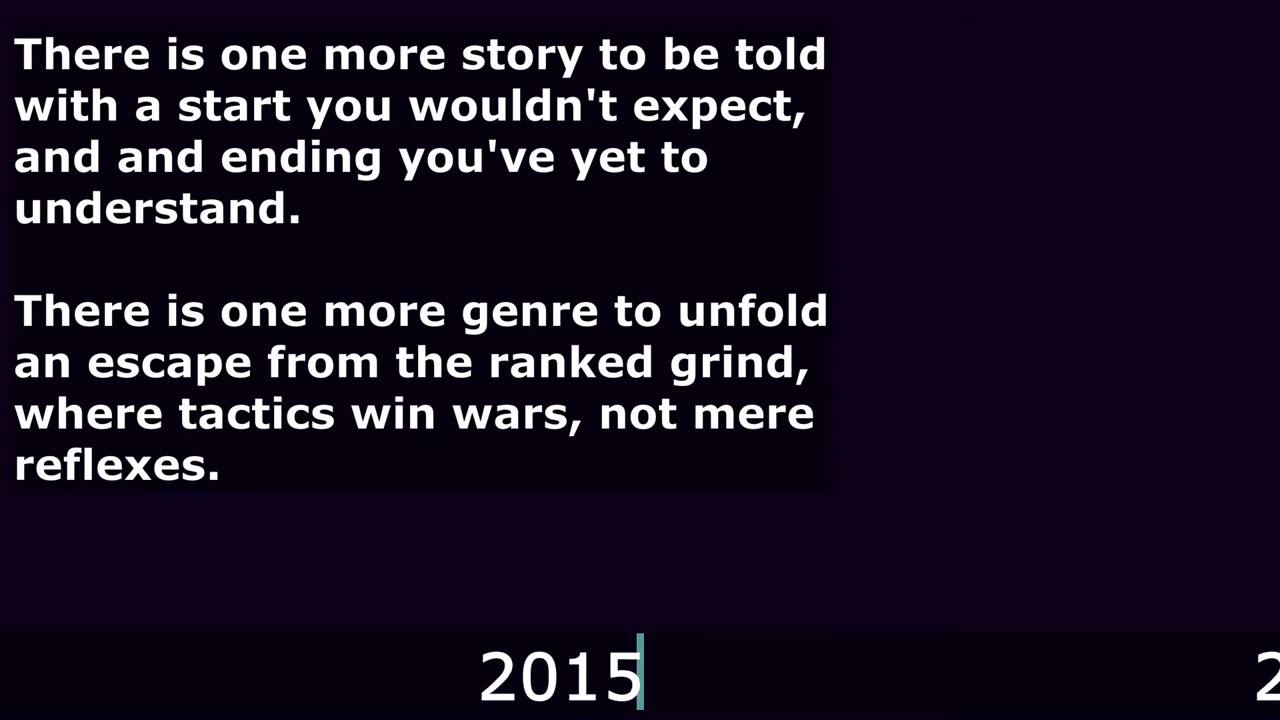 There is one more story to be told
with a start you wouldn't expect,
and and ending you've yet to
understand.
There is one more genre to unfold
an escape from the ranked grind,
where tactics win wars, not mere
reflexes.
2015